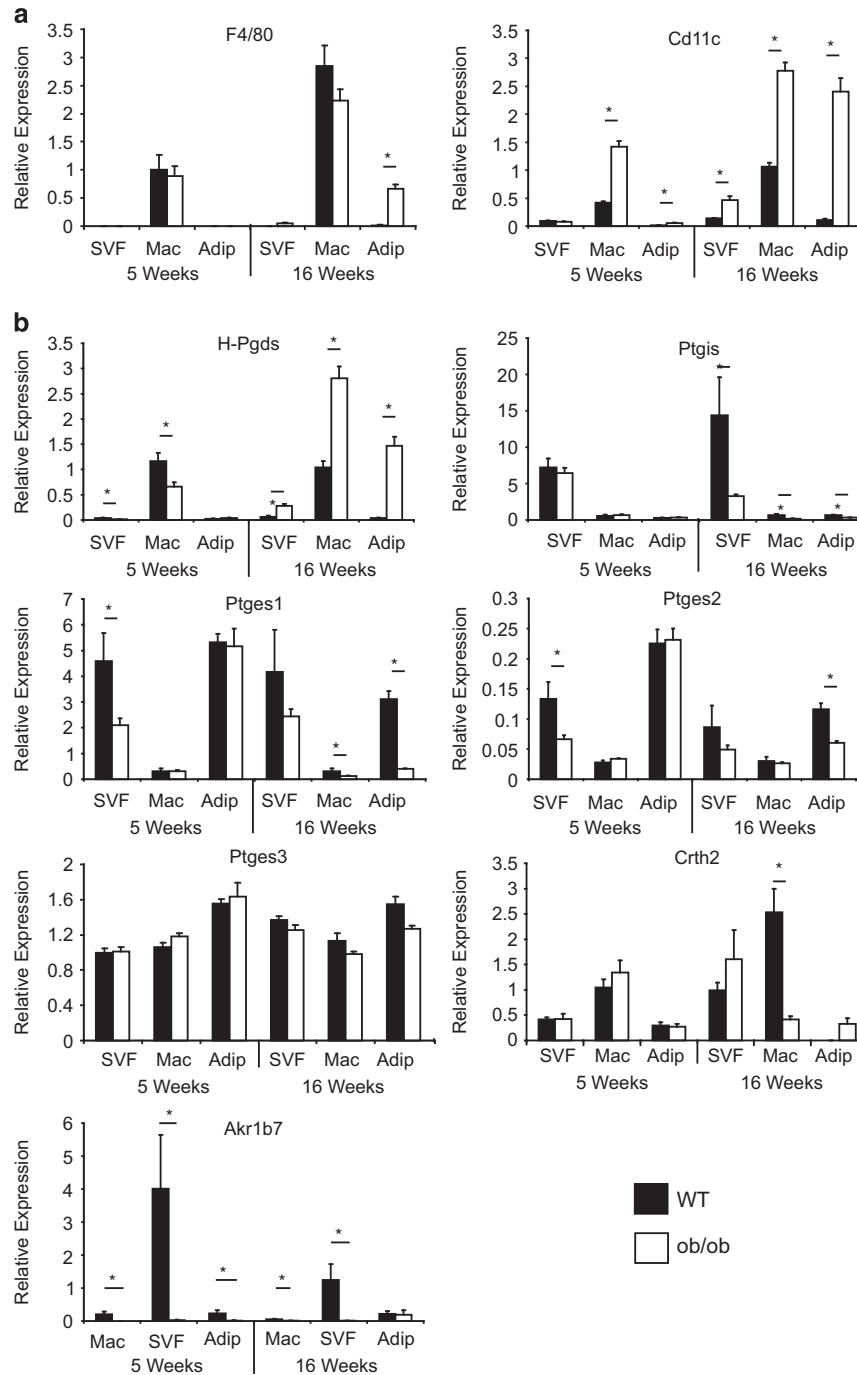 a
F4/80
Relative Expression
3.5
3
2.5
2
1.5
1
0.5
0
*
SVF Mac Adip SVF Mac Adip
5 Weeks 16 Weeks
Cd11c
Relative Expression
3.5
3
2.5
2
1.5
1
0.5
0
* * * * *
SVF Mac Adip SVF Mac Adip
5 Weeks 16 Weeks
b
H-Pgds
Relative Expression
3.5
3
2.5
2
1.5
1
0.5
0
* * * * *
SVF Mac Adip SVF Mac Adip
5 Weeks 16 Weeks
Ptgis
Relative Expression
25
20
15
10
5
0
* * *
SVF Mac Adip SVF Mac Adip
5 Weeks 16 Weeks
Ptges1
Relative Expression
7
6
5
4
3
2
1
0
* * *
SVF Mac Adip SVF Mac Adip
5 Weeks 16 Weeks
Ptges2
Relative Expression
0.3
0.25
0.2
0.15
0.1
0.05
0
* *
SVF Mac Adip SVF Mac Adip
5 Weeks 16 Weeks
Ptges3
Relative Expression
2
1.6
1.2
0.8
0.4
0
SVF Mac Adip SVF Mac Adip
5 Weeks 16 Weeks
Crth2
Relative Expression
3.5
3
2.5
2
1.5
1
0.5
0
*
SVF Mac Adip SVF Mac Adip
5 Weeks 16 Weeks
Akr1b7
Relative Expression
6
5
4
3
2
1
0
* * * * *
Mac SVF Adip Mac SVF Adip
5 Weeks 16 Weeks
WT
ob/ob